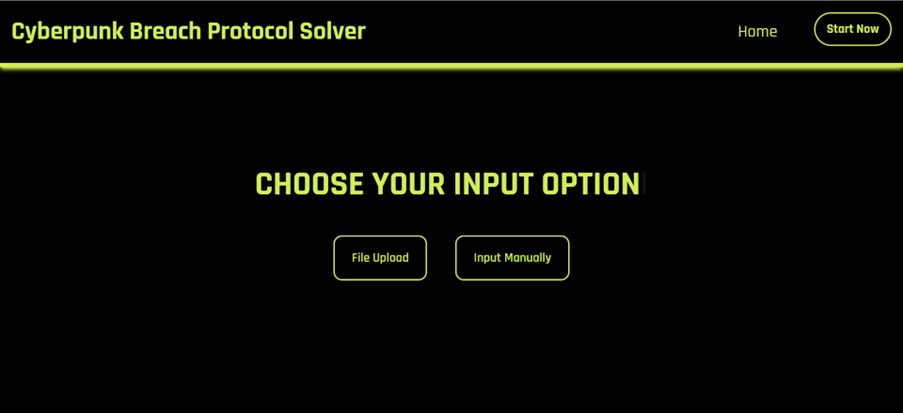 Cyberpunk Breach Protocol Solver
Home
Start Now
CHOOSE YOUR INPUT OPTION
File Upload
Input Manually